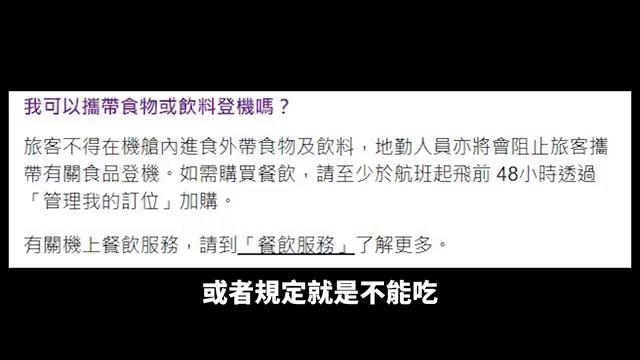 我可以攜帶食物或飲料登機嗎？
旅客不得在機艙內進食外帶食物及飲料，地勤人員亦將會阻止旅客攜
帶有關食品登機。如需購買餐飲，請至少於航班起飛前 48小時透過
「管理我的訂位」加購。
有關機上餐飲服務，請到「餐飲服務」了解更多。
或者規定就是不能吃